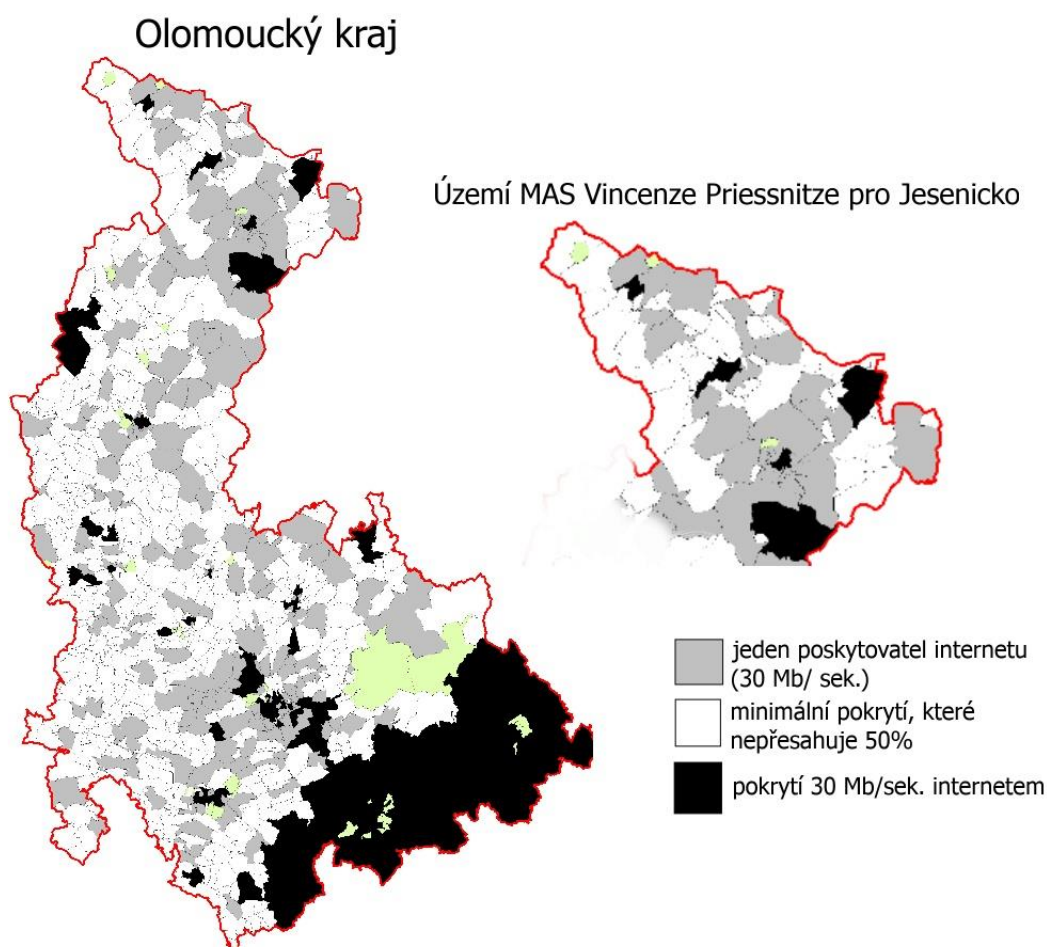 Olomoucký kraj
Území MAS Vincenze Priessnitze pro Jesenicko
jeden poskytovatel internetu
(30 Mb/ sek.)
minimální pokrytí, které
nepřesahuje 50%
pokrytí 30 Mb/sek. internetem